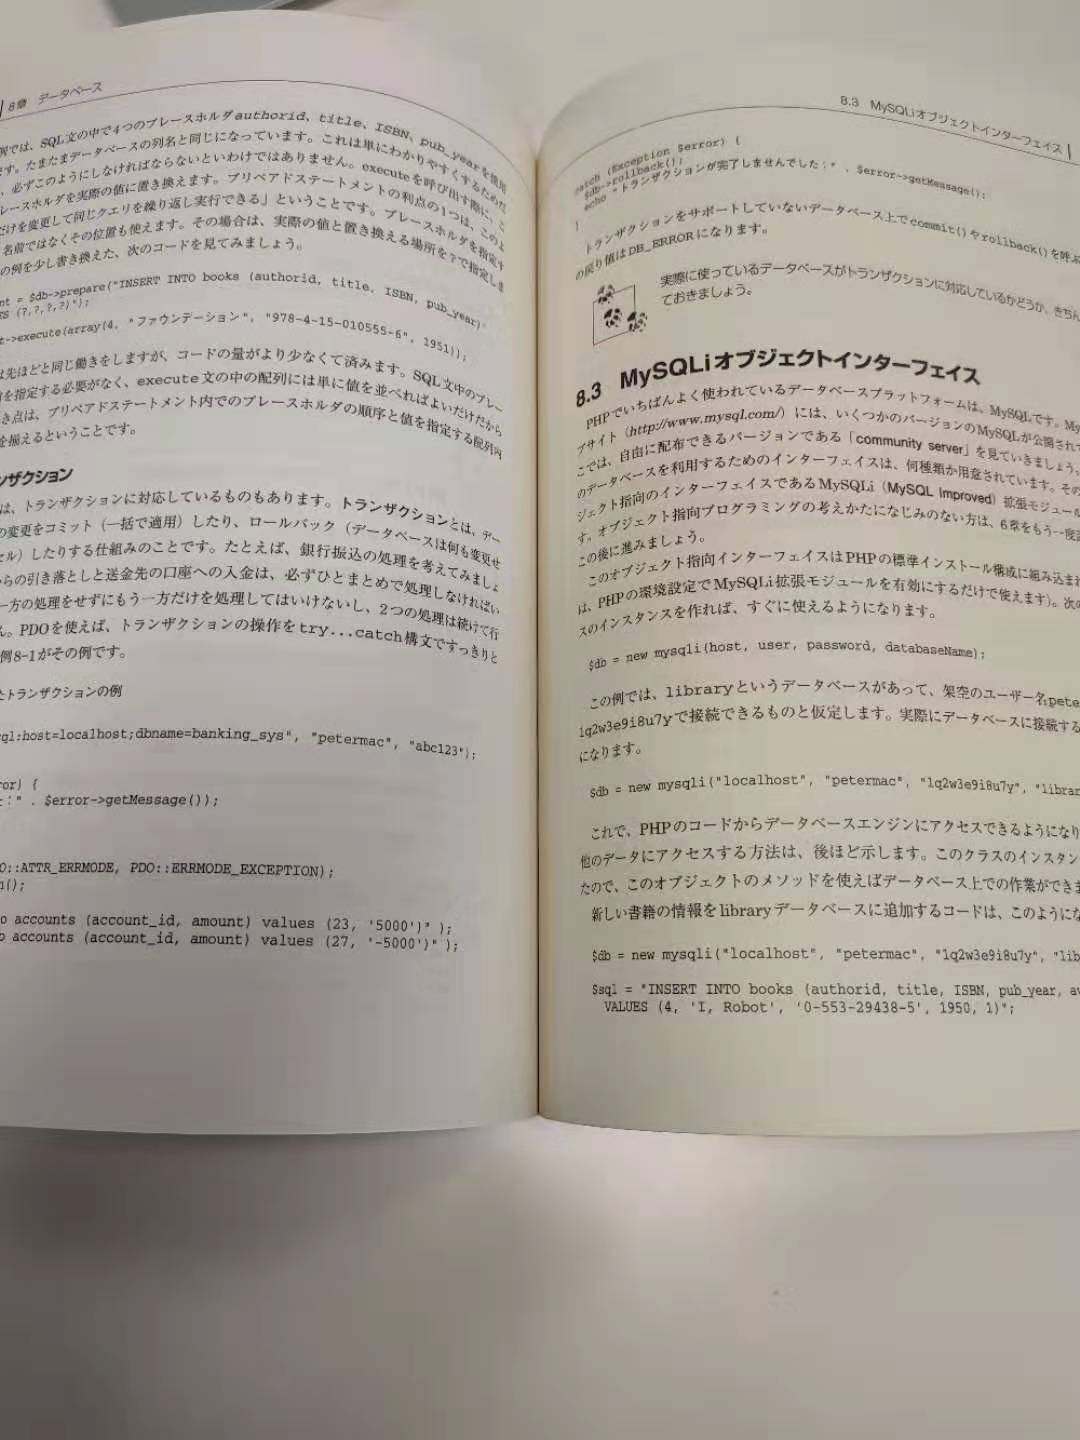 8章 データベース
例では、SQL文の中で4つのプレースホルダauthorid、title、ISBN、pub_yearを使用
す。たまたまデータベースの列名と同じになっています。これは単にわかりやすくするためだ
、必ずこのようにしなければならないといわけではありません。executeを呼び出す際に、こ
レースホルダを実際の値に置き換えます。プリペアドステートメントの利点の1つは、このよ
だけを変更して同じクエリを繰り返し実行できる」ということです。プレースホルダを指定す
名前ではなくその位置も使えます。その場合は、実際の値と置き換える場所を?で指定しま
の例を少し書き換えた、次のコードを見てみましょう。
nt = $db->prepare("INSERT INTO books (authorid, title, ISBN, pub_year)"
ES (?,?,?,?)");
t->execute(array(4, "ファウンデーション", "978-4-15-010555-6", 1951));
は先ほどと同じ働きをしますが、コードの量がより少なくて済みます。SQL文中のプレー
を指定する必要がなく、execute文の中の配列には単に値を並べればよいだけだから
き点は、プリペアドステートメント内でのプレースホルダの順序と値を指定する配列内
を揃えるということです。
ンザクション
は、トランザクションに対応しているものもあります。トランザクションとは、デー
の変更をコミット（一括で適用）したり、ロールバック（データベースは何も変更せ
セル）したりする仕組みのことです。たとえば、銀行振込の処理を考えてみましょ
らの引き落としと送金先の口座への入金は、必ずひとまとめで処理しなければい
一方の処理をせずにもう一方だけを処理してはいけないし、2つの処理は続けて行
ん。PDOを使えば、トランザクションの操作をtry...catch構文ですっきりと
例8-1がその例です。
たトランザクションの例
sql:host=localhost;dbname=banking_sys", "petermac", "abc123");
ror) {
:" . $error->getMessage());
O::ATTR_ERRMODE, PDO::ERRMODE_EXCEPTION);
n();
o accounts (account_id, amount) values (23, '5000')" );
o accounts (account_id, amount) values (27, '-5000')" );
8.3 MySQLiオブジェクトインターフェイス
catch (Exception $error) {
$db->rollback();
echo "トランザクションが完了しませんでした:" . $error->getMessage();
}
トランザクションをサポートしていないデータベース上でcommit()やrollback()を呼ぶ
の戻り値はDB_ERRORになります。
実際に使っているデータベースがトランザクションに対応しているかどうか、きちん
ておきましょう。
8.3 MySQLiオブジェクトインターフェイス
PHPでいちばんよく使われているデータベースプラットフォームは、MySQLです。My
ブサイト（http://www.mysql.com/）には、いくつかのバージョンのMySQLが公開されて
こでは、自由に配布できるバージョンである「community server」を見ていきましょう。
のデータベースを利用するためのインターフェイスは、何種類か用意されています。その
ジェクト指向のインターフェイスであるMySQLi（MySQL Improved）拡張モジュール
す。オブジェクト指向プログラミングの考えかたになじみのない方は、6章をもう一度
この後に進みましょう。
このオブジェクト指向インターフェイスはPHPの標準インストール構成に組み込まれ
は、PHPの環境設定でMySQLi拡張モジュールを有効にするだけで使えます)。次の
スのインスタンスを作れば、すぐに使えるようになります。
$db = new mysqli(host, user, password, databaseName);
この例では、libraryというデータベースがあって、架空のユーザー名pete
1q2w3e9i8u7yで接続できるものと仮定します。実際にデータベースに接続する
になります。
$db = new mysqli("localhost", "petermac", "1q2w3e9i8u7y", "librar
これで、PHPのコードからデータベースエンジンにアクセスできるようになり
他のデータにアクセスする方法は、後ほど示します。このクラスのインスタン
たので、このオブジェクトのメソッドを使えばデータベース上での作業ができま
新しい書籍の情報をlibraryデータベースに追加するコードは、このようにな
$db = new mysqli("localhost", "petermac", "1q2w3e9i8u7y", "lib
$sql = "INSERT INTO books (authorid, title, ISBN, pub_year, av
VALUES (4, 'I, Robot', '0-553-29438-5', 1950, 1)";